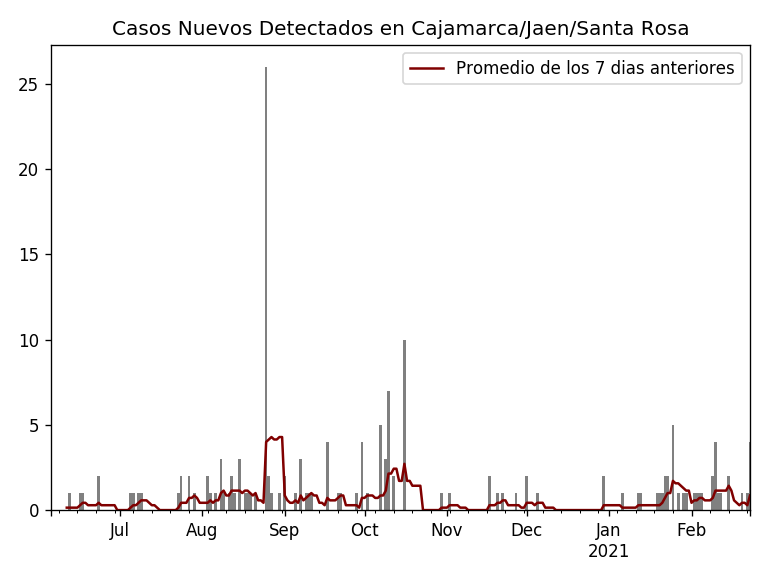 Casos Nuevos Detectados en Cajamarca/Jaen/Santa Rosa
Promedio de los 7 dias anteriores
25
20
15
10
5
0
Jul Aug Sep Oct Nov Dec Jan Feb
2021